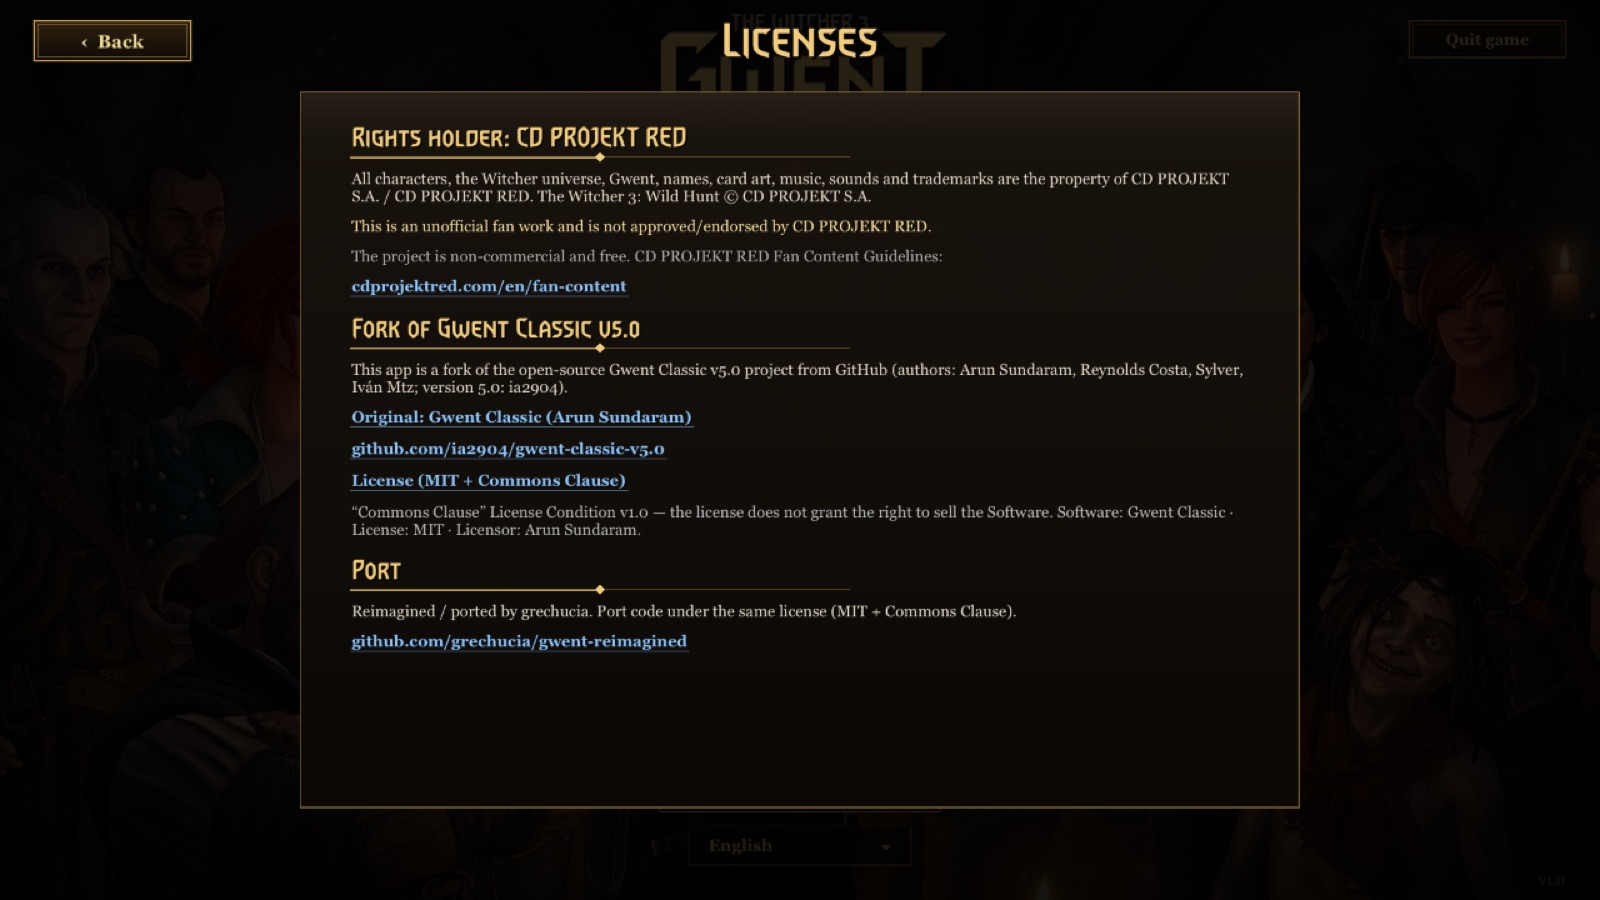 ‹ Back
THE WITCHER 3
GWENT
LICENSES
Quit game
RIGHTS HOLDER: CD PROJEKT RED
All characters, the Witcher universe, Gwent, names, card art, music, sounds and trademarks are the property of CD PROJEKT
S.A. / CD PROJEKT RED. The Witcher 3: Wild Hunt © CD PROJEKT S.A.
This is an unofficial fan work and is not approved/endorsed by CD PROJEKT RED.
The project is non-commercial and free. CD PROJEKT RED Fan Content Guidelines:
cdprojektred.com/en/fan-content
FORK OF GWENT CLASSIC V5.0
This app is a fork of the open-source Gwent Classic v5.0 project from GitHub (authors: Arun Sundaram, Reynolds Costa, Sylver,
Iván Mtz; version 5.0: ia2904).
Original: Gwent Classic (Arun Sundaram)
github.com/ia2904/gwent-classic-v5.0
License (MIT + Commons Clause)
“Commons Clause” License Condition v1.0 — the license does not grant the right to sell the Software. Software: Gwent Classic ·
License: MIT · Licensor: Arun Sundaram.
PORT
Reimagined / ported by grechucia. Port code under the same license (MIT + Commons Clause).
github.com/grechucia/gwent-reimagined
English
v1.0